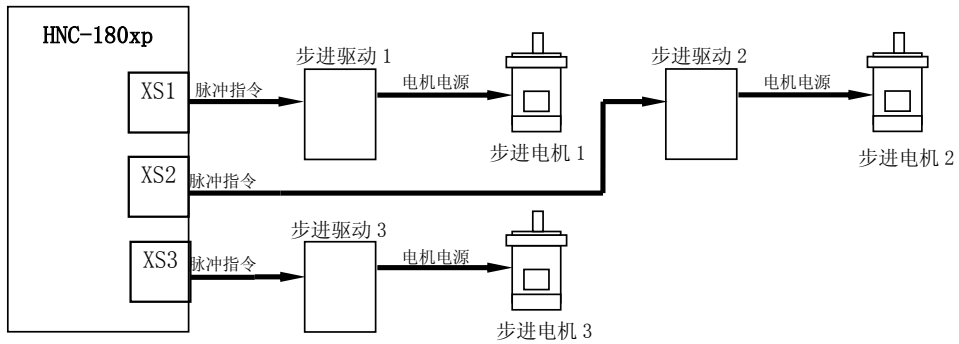 HNC-180xp
XS1
脉冲指令
步进驱动 1
电机电源
步进电机 1
步进驱动 2
电机电源
步进电机 2
XS2
脉冲指令
XS3
脉冲指令
步进驱动 3
电机电源
步进电机 3